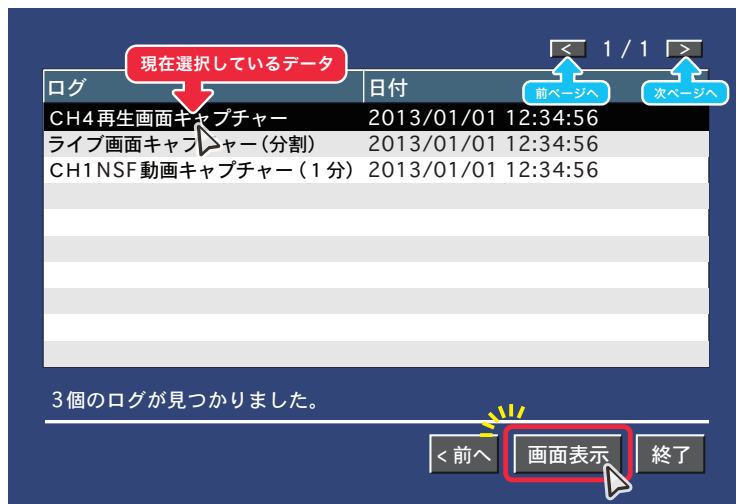 < 1/1 >
現在選択しているデータ
ログ 日付
前ページへ 次ページへ
CH4再生画面キャプチャー 2013/01/01 12:34:56
ライブ画面キャプチャー(分割) 2013/01/01 12:34:56
CH1NSF動画キャプチャー(1分) 2013/01/01 12:34:56
3個のログが見つかりました。
<前へ 画面表示 終了